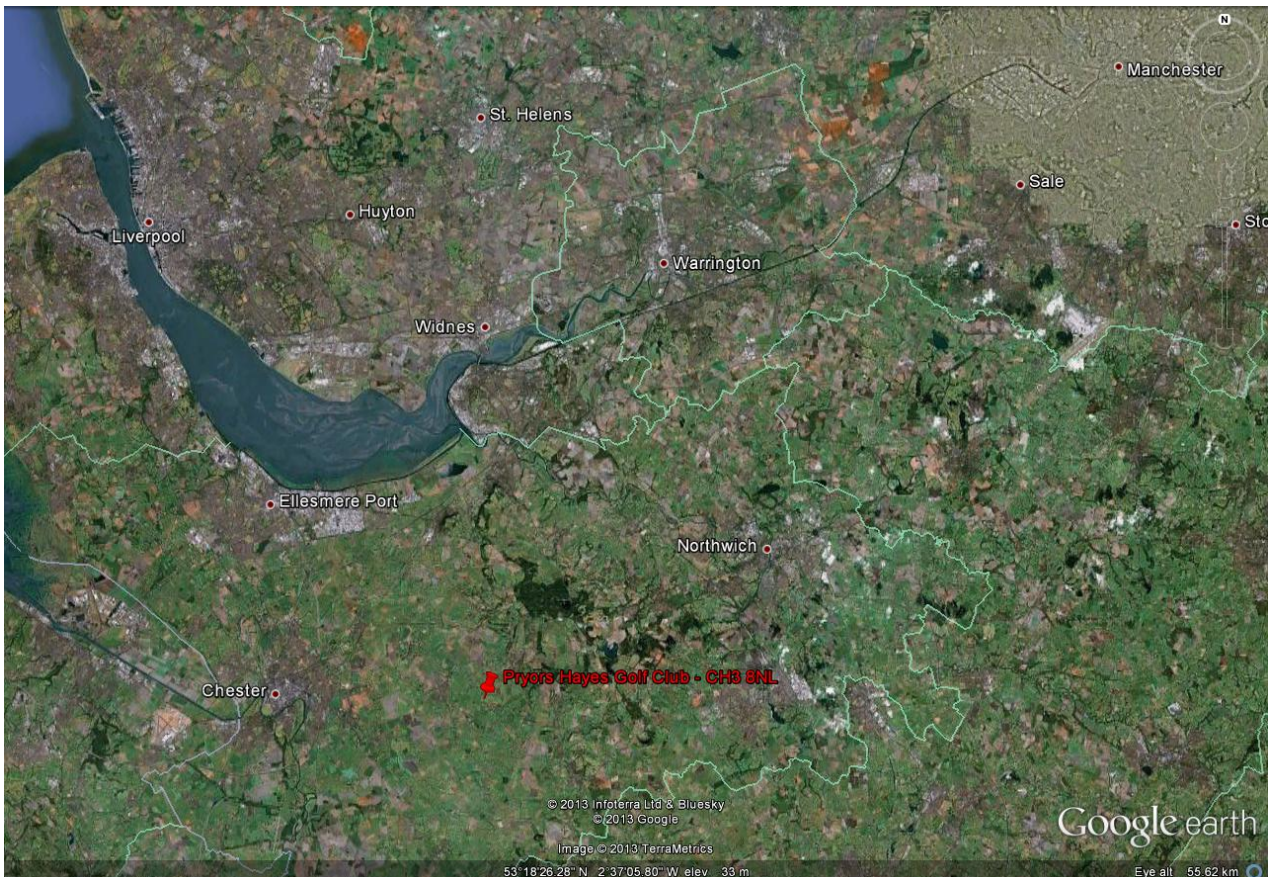 N
Manchester
St. Helens
Sale
Huyton
Sto
Liverpool
Warrington
Widnes
Ellesmere Port
Northwich
Pryors Hayes Golf Club - CH3 8NL
Chester
© 2013 Infoterra Ltd & Bluesky
© 2013 Google
Image © 2013 TerraMetrics
Google earth
53°18'26.28" N 2°37'05.80" W elev 33 m
Eye alt 55.62 km